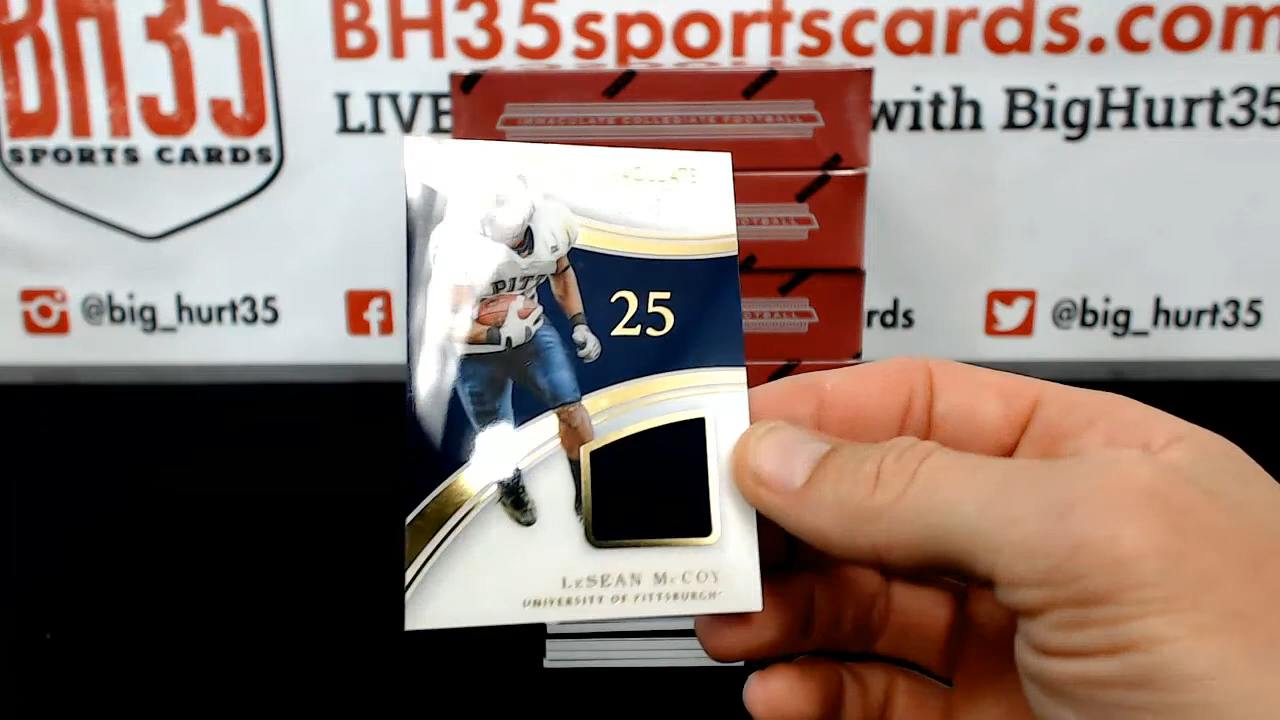 BH35
SPORTS CARDS
BH35sportscards.com
LIVE with BigHurt35
IMMACULATE COLLEGIATE FOOTBALL
FOOTBALL
@big_hurt35
rds
@big_hurt35
PITT
25
LESEAN MCCOY
UNIVERSITY OF PITTSBURGH